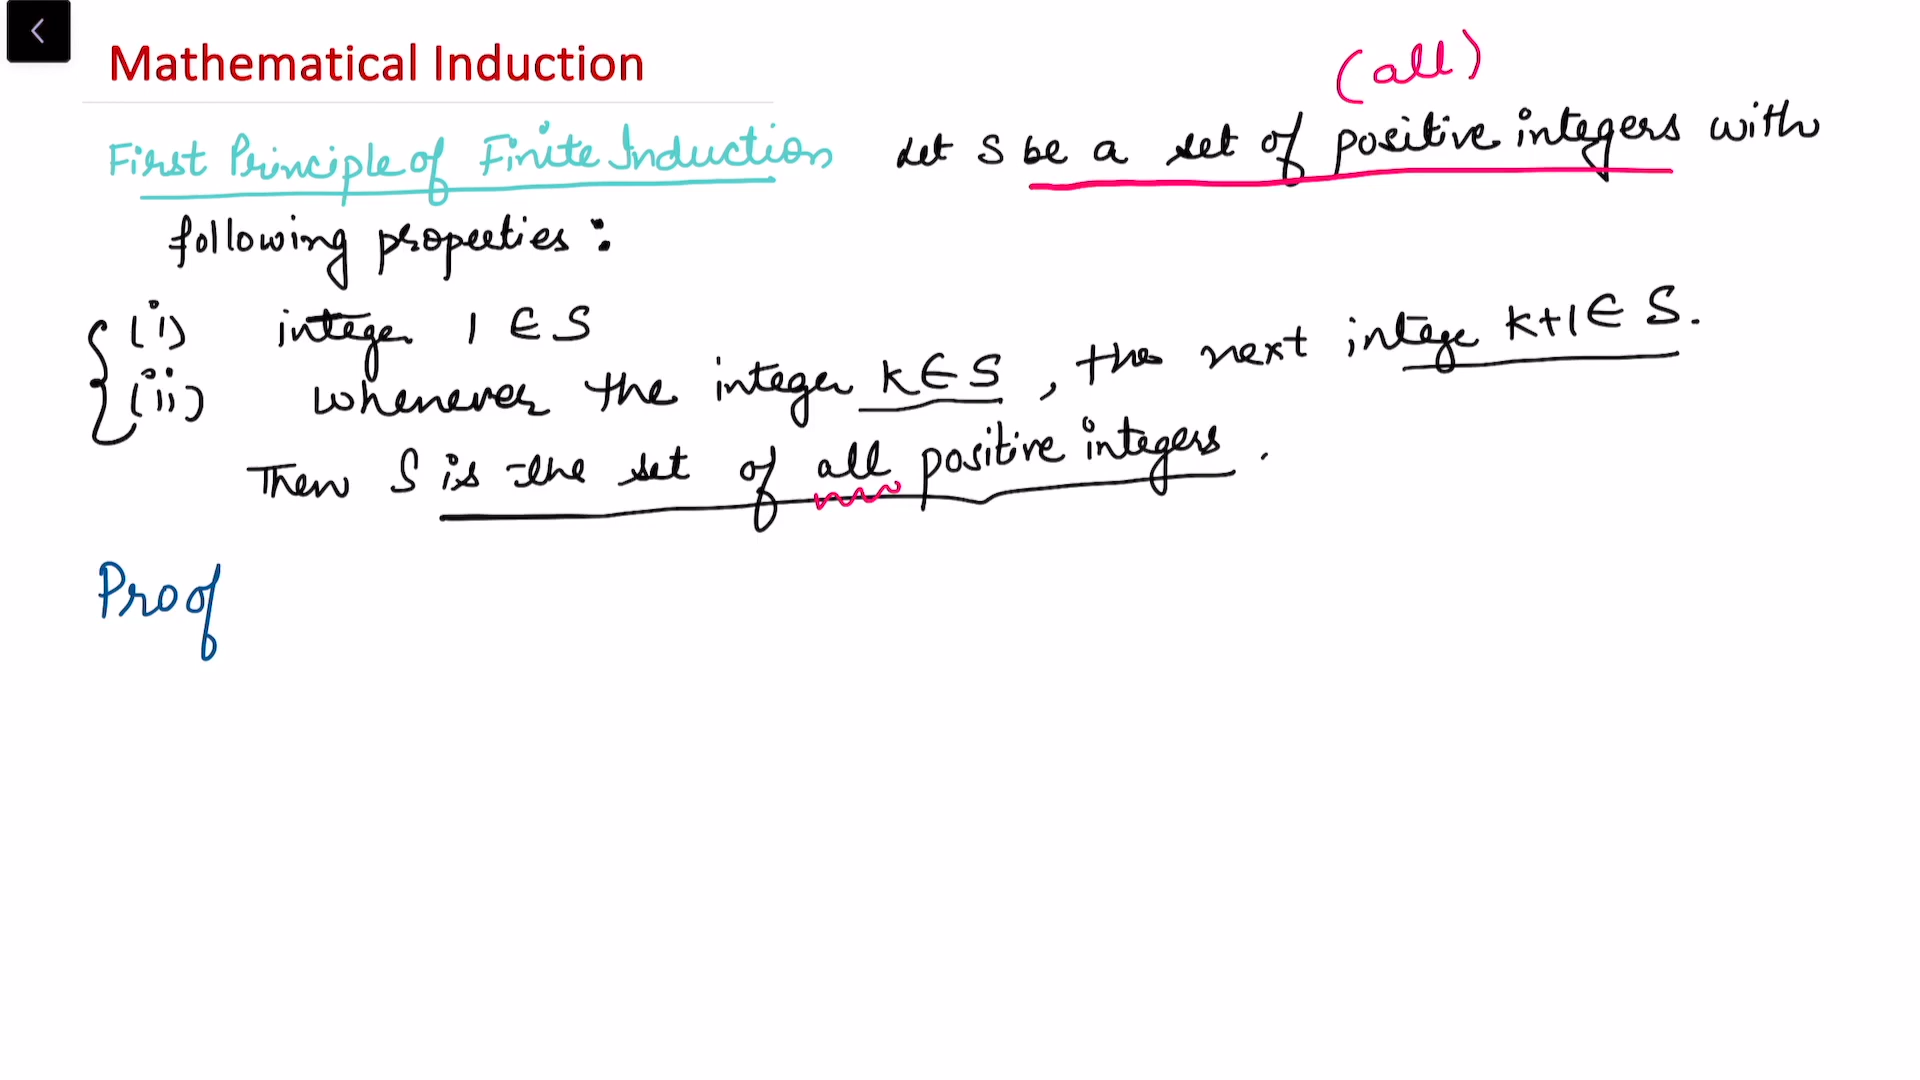 Mathematical Induction
(all)
First Principle of Finite Induction Let S be a set of positive integers with
following properties :
(i) integer 1 ∈ S
(ii) whenever the integer k ∈ S , the next intege k+1 ∈ S.
Then S is the set of all positive integers .
Proof